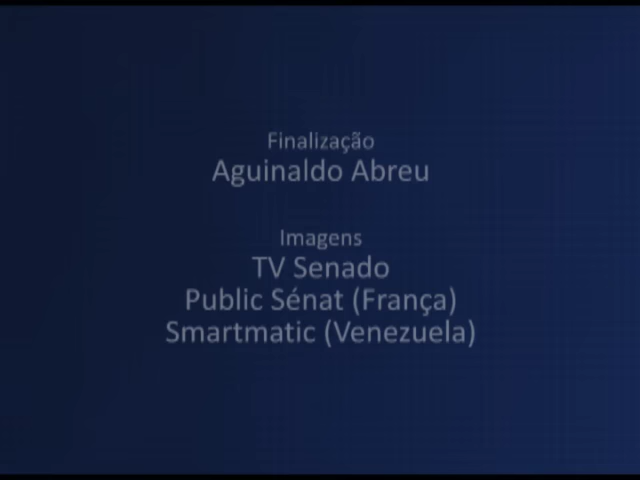 Finalização
Aguinaldo Abreu
Imagens
TV Senado
Public Sénat (França)
Smartmatic (Venezuela)